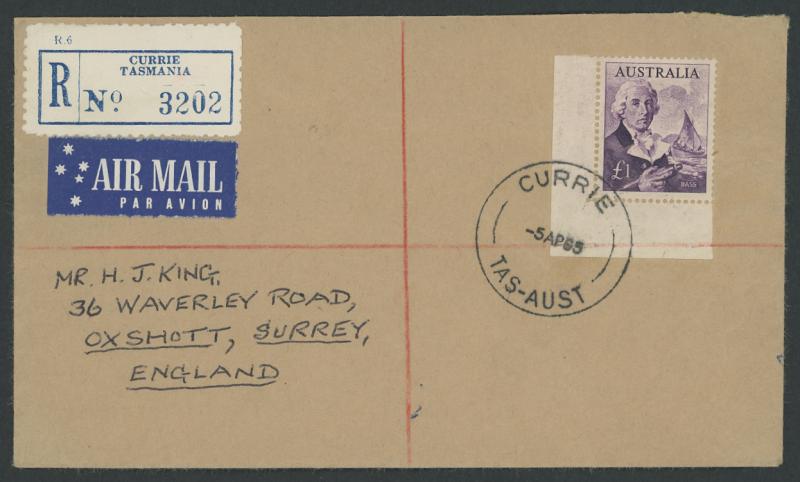 R.6
CURRIE
TASMANIA
R No 3202
AIR MAIL
PAR AVION
AUSTRALIA
£1 BASS
CURRIE
-5AP65
TAS-AUST
MR. H. J. KING,
36 WAVERLEY ROAD,
OXSHOTT, SURREY,
ENGLAND